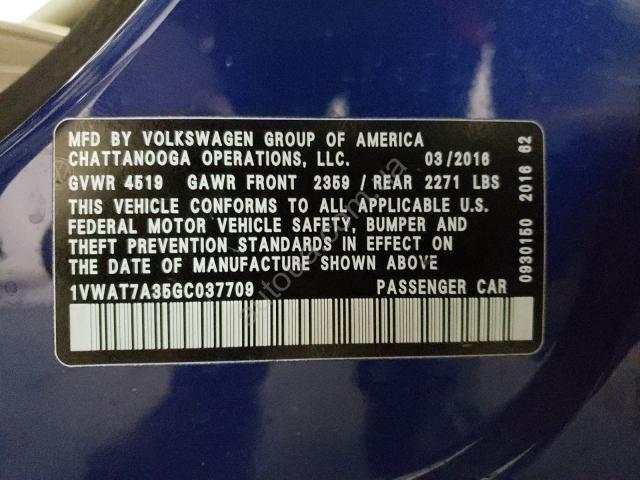 MFD BY VOLKSWAGEN GROUP OF AMERICA
CHATTANOOGA OPERATIONS, LLC. 03/2016
GVWR 4519 GAWR FRONT 2359 / REAR 2271 LBS
THIS VEHICLE CONFORMS TO ALL APPLICABLE U.S.
FEDERAL MOTOR VEHICLE SAFETY, BUMPER AND
THEFT PREVENTION STANDARDS IN EFFECT ON
THE DATE OF MANUFACTURE SHOWN ABOVE
1VWAT7A35GC037709 PASSENGER CAR
0930150 2016 62